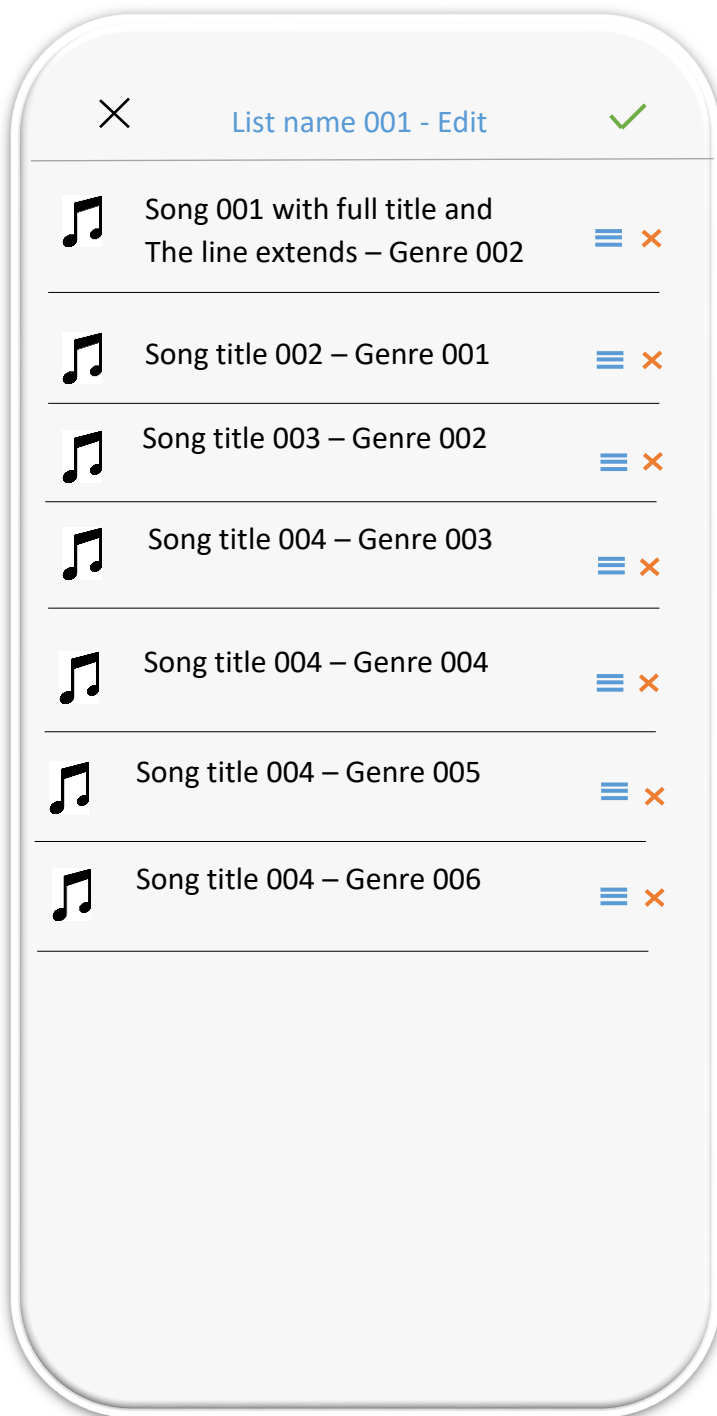 List name 001 - Edit
Song 001 with full title and
The line extends – Genre 002
Song title 002 – Genre 001
Song title 003 – Genre 002
Song title 004 – Genre 003
Song title 004 – Genre 004
Song title 004 – Genre 005
Song title 004 – Genre 006